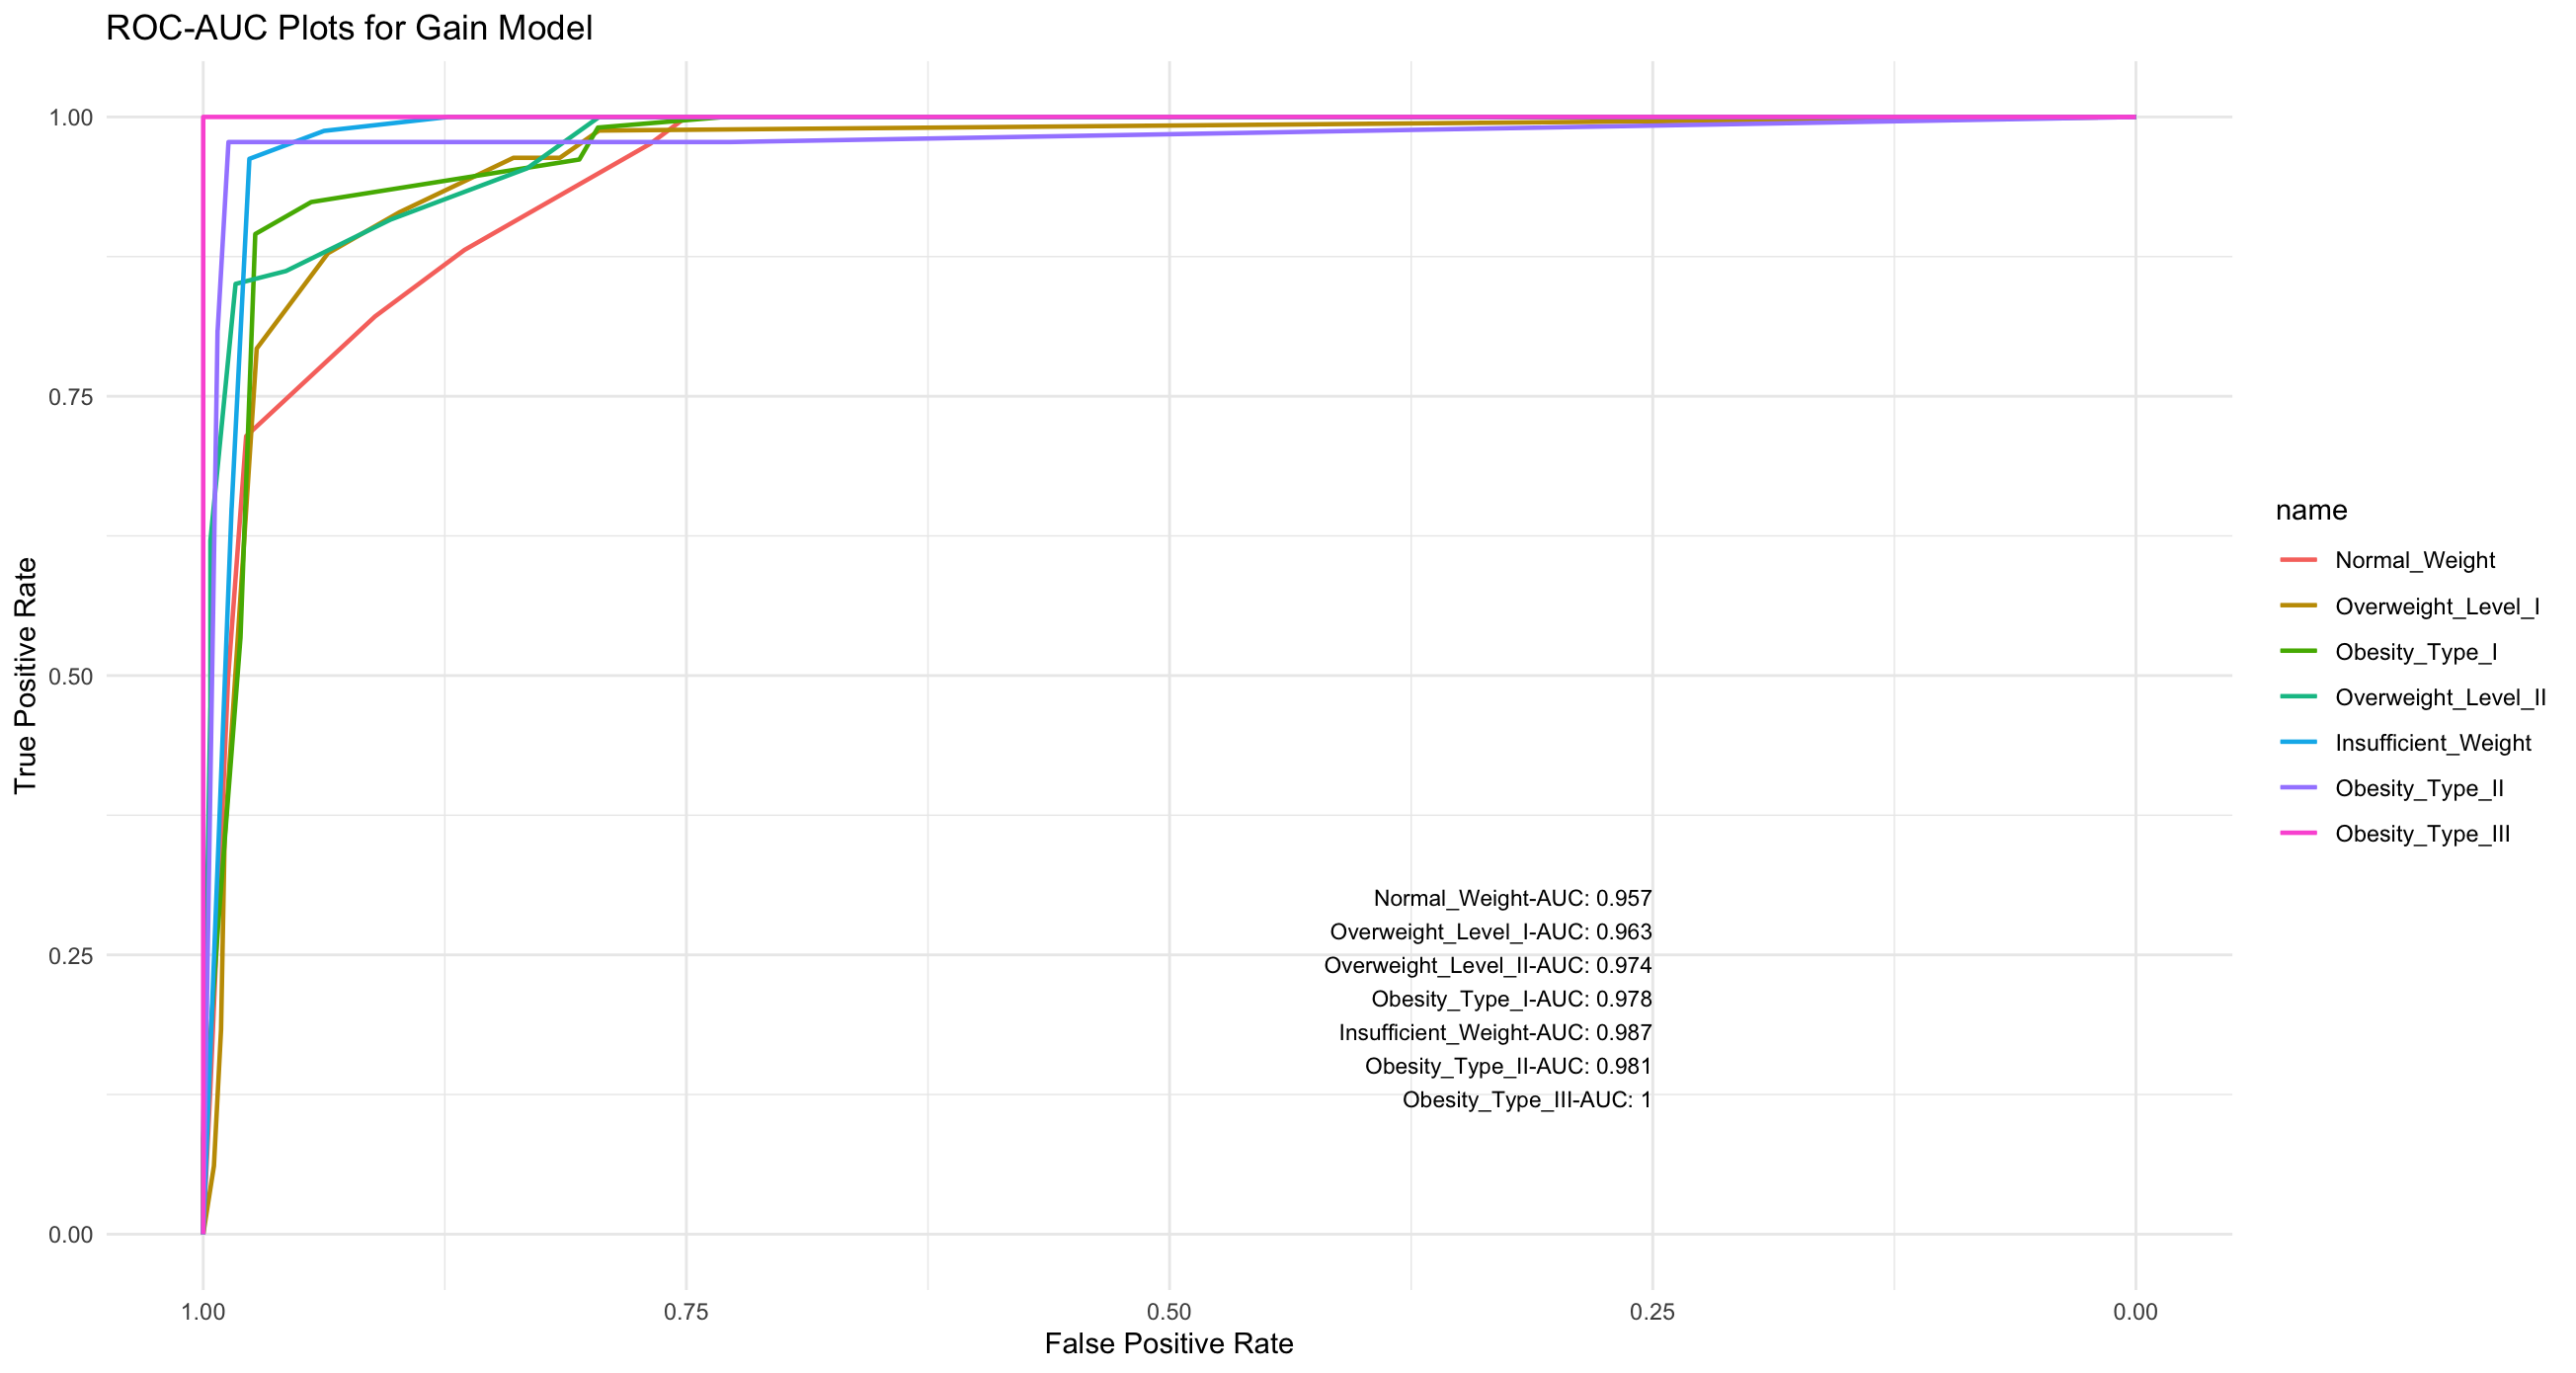 ROC-AUC Plots for Gain Model
True Positive Rate
1.00
0.75
0.50
0.25
0.00
1.00
0.75
0.50
0.25
0.00
False Positive Rate
Normal_Weight-AUC: 0.957
Overweight_Level_I-AUC: 0.963
Overweight_Level_II-AUC: 0.974
Obesity_Type_I-AUC: 0.978
Insufficient_Weight-AUC: 0.987
Obesity_Type_II-AUC: 0.981
Obesity_Type_III-AUC: 1
name
Normal_Weight
Overweight_Level_I
Obesity_Type_I
Overweight_Level_II
Insufficient_Weight
Obesity_Type_II
Obesity_Type_III